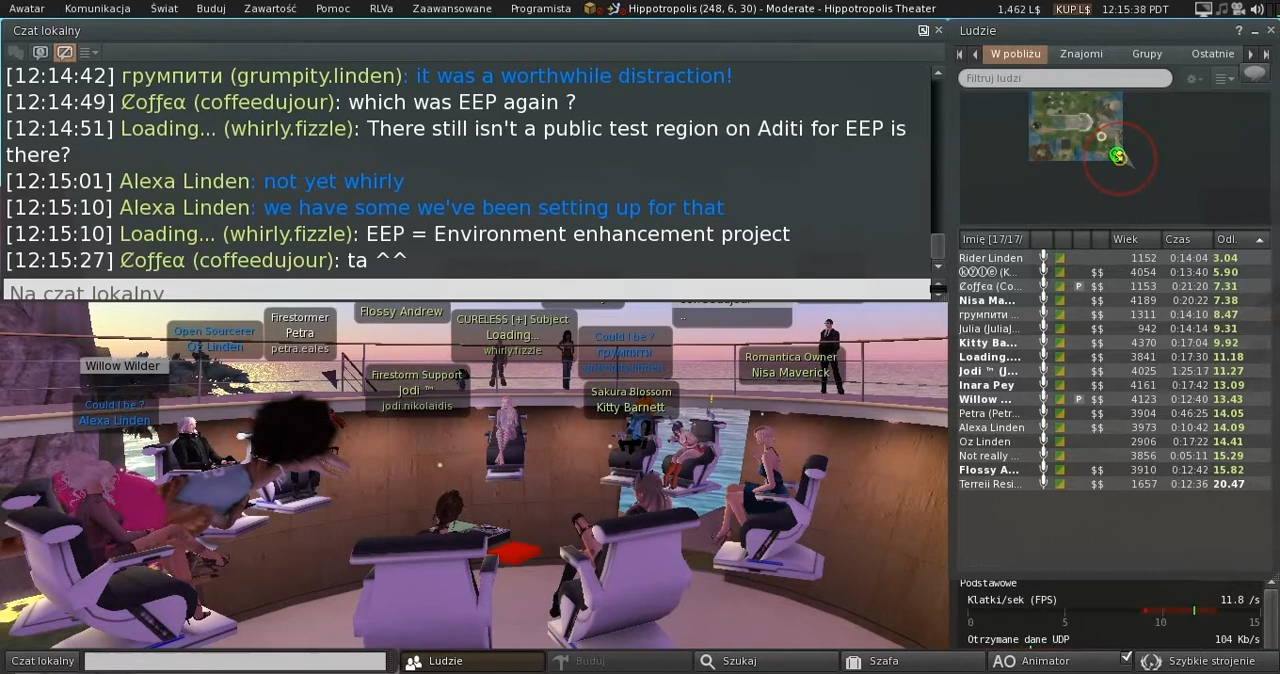 Awatar Komunikacja Świat Buduj Zawartość Pomoc RLVa Zaawansowane Programista Hippotropolis (248, 6, 30) - Moderate - Hippotropolis Theater 1,462 L$ KUP L$ 12:15:38 PDT
Czat lokalny
[12:14:42] грумпити (grumpity.linden): it was a worthwhile distraction!
[12:14:49] Ȼoƒƒєα (coffeedujour): which was EEP again ?
[12:14:51] Loading... (whirly.fizzle): There still isn't a public test region on Aditi for EEP is
there?
[12:15:01] Alexa Linden: not yet whirly
[12:15:10] Alexa Linden: we have some we've been setting up for that
[12:15:10] Loading... (whirly.fizzle): EEP = Environment enhancement project
[12:15:27] Ȼoƒƒєα (coffeedujour): ta ^^
Na czat lokalny
Open Sourcerer
Oz Linden
Firestormer
Petra
petra.eales
Flossy Andrew
CURELESS [+] Subject
Loading...
whirly.fizzle
Could I be ?
грумпити
..
Romantica Owner
Nisa Maverick
Willow Wilder
Firestorm Support
Jodi ™
jodi.nikolaidis
Sakura Blossom
Kitty Barnett
Could I be ?
Alexa Linden
Ludzie
W pobliżu Znajomi Grupy Ostatnie
Filtruj ludzi
Imię [17/17/ Wiek Czas Odl.
Rider Linden 1152 0:14:04 3.04
ⓚⓨⓛⓔ (K... $$ 4054 0:13:40 5.90
Ȼoƒƒєα (Co... P $$ 1153 0:21:20 7.31
Nisa Ma... $$ 4189 0:20:22 7.38
грумпити ... $$ 1311 0:14:10 8.47
Julia (JuliaJ... $$ 942 0:14:14 9.31
Kitty Ba... $$ 4370 0:17:04 9.92
Loading.... $$ 3841 0:17:30 11.18
Jodi ™ (J... $$ 4025 1:25:17 11.27
Inara Pey $$ 4161 0:17:42 13.09
Willow ... P $$ 4123 0:12:40 13.43
Petra (Petr... $$ 3904 0:46:25 14.05
Alexa Linden $$ 3973 0:10:42 14.09
Oz Linden 2906 0:17:22 14.41
Not really ... $$ 3856 0:05:11 15.29
Flossy A... $$ 3910 0:12:42 15.82
Terreii Resi... $$ 1657 0:12:36 20.47
Podstawowe
Klatki/sek (FPS) 11.8 /s
0 5 10 15
Otrzymane dane UDP 104 Kb/s
Czat lokalny Ludzie Buduj Szukaj Szafa AO Animator Szybkie strojenie